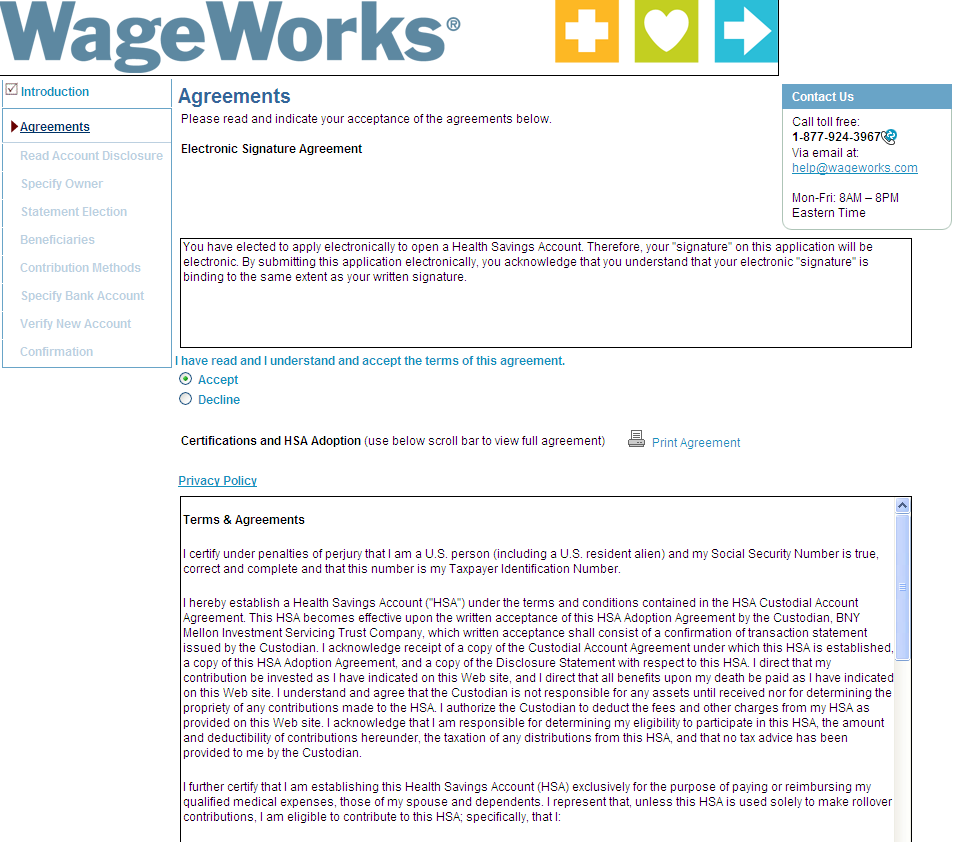 WageWorks®
Introduction
Agreements
Read Account Disclosure
Specify Owner
Statement Election
Beneficiaries
Contribution Methods
Specify Bank Account
Verify New Account
Confirmation
Agreements
Please read and indicate your acceptance of the agreements below.
Electronic Signature Agreement
Contact Us
Call toll free:
1-877-924-3967
Via email at:
help@wageworks.com
Mon-Fri: 8AM – 8PM
Eastern Time
You have elected to apply electronically to open a Health Savings Account. Therefore, your "signature" on this application will be
electronic. By submitting this application electronically, you acknowledge that you understand that your electronic "signature" is
binding to the same extent as your written signature.
I have read and I understand and accept the terms of this agreement.
Accept
Decline
Certifications and HSA Adoption (use below scroll bar to view full agreement)
Print Agreement
Privacy Policy
Terms & Agreements
I certify under penalties of perjury that I am a U.S. person (including a U.S. resident alien) and my Social Security Number is true,
correct and complete and that this number is my Taxpayer Identification Number.
I hereby establish a Health Savings Account ("HSA") under the terms and conditions contained in the HSA Custodial Account
Agreement. This HSA becomes effective upon the written acceptance of this HSA Adoption Agreement by the Custodian, BNY
Mellon Investment Servicing Trust Company, which written acceptance shall consist of a confirmation of transaction statement
issued by the Custodian. I acknowledge receipt of a copy of the Custodial Account Agreement under which this HSA is established,
a copy of this HSA Adoption Agreement, and a copy of the Disclosure Statement with respect to this HSA. I direct that my
contribution be invested as I have indicated on this Web site, and I direct that all benefits upon my death be paid as I have indicated
on this Web site. I understand and agree that the Custodian is not responsible for any assets until received nor for determining the
propriety of any contributions made to the HSA. I authorize the Custodian to deduct the fees and other charges from my HSA as
provided on this Web site. I acknowledge that I am responsible for determining my eligibility to participate in this HSA, the amount
and deductibility of contributions hereunder, the taxation of any distributions from this HSA, and that no tax advice has been
provided to me by the Custodian.
I further certify that I am establishing this Health Savings Account (HSA) exclusively for the purpose of paying or reimbursing my
qualified medical expenses, those of my spouse and dependents. I represent that, unless this HSA is used solely to make rollover
contributions, I am eligible to contribute to this HSA; specifically, that I: